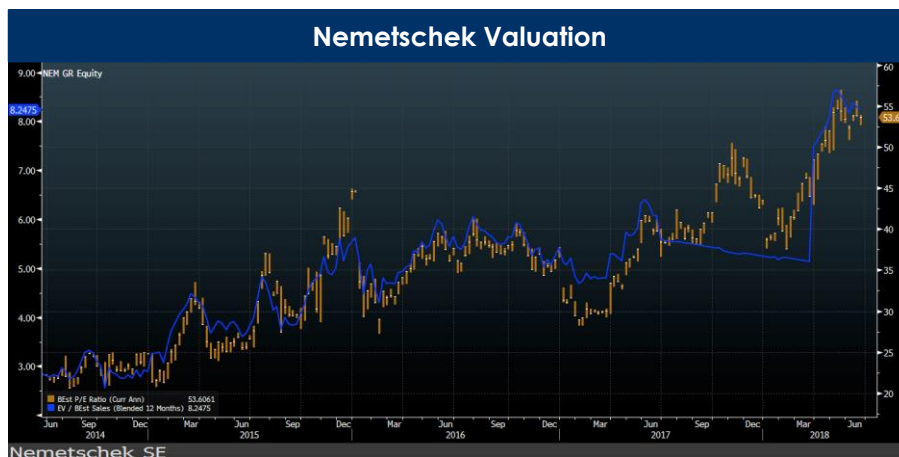 Nemetschek Valuation
9.00 NEM GR Equity 60
8.2475 55
8.00 53.6
50
7.00
45
6.00
40
5.00 35
4.00 30
3.00 25
20
BEst P/E Ratio (Curr Ann) 53.6061
EV / BEst Sales (Blended 12 Months) 8.2475
Jun Sep Dec Mar Jun Sep Dec Mar Jun Sep Dec Mar Jun Sep Dec Mar Jun
2014 2015 2016 2017 2018
Nemetschek SE